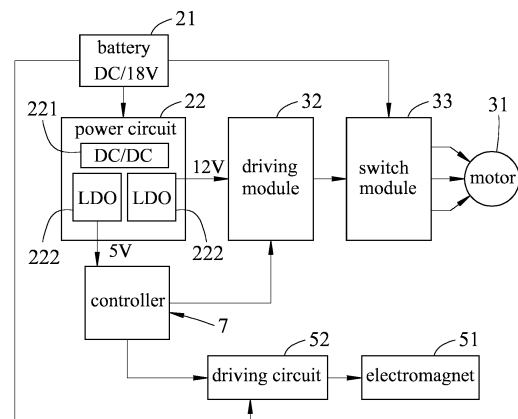 21
battery
DC/18V
221
22
32
33
31
power circuit
DC/DC
12V
LDO
LDO
driving
module
switch
module
motor
222
5V
222
controller
7
52
51
driving circuit
electromagnet